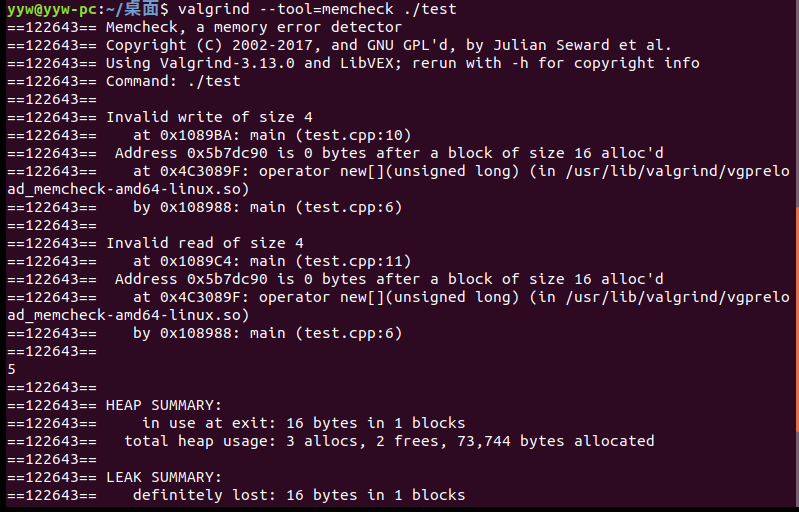 yyw@yyw-pc:~/桌面$ valgrind --tool=memcheck ./test
==122643== Memcheck, a memory error detector
==122643== Copyright (C) 2002-2017, and GNU GPL'd, by Julian Seward et al.
==122643== Using Valgrind-3.13.0 and LibVEX; rerun with -h for copyright info
==122643== Command: ./test
==122643==
==122643== Invalid write of size 4
==122643==    at 0x1089BA: main (test.cpp:10)
==122643==  Address 0x5b7dc90 is 0 bytes after a block of size 16 alloc'd
==122643==    at 0x4C3089F: operator new[](unsigned long) (in /usr/lib/valgrind/vgprelo
ad_memcheck-amd64-linux.so)
==122643==    by 0x108988: main (test.cpp:6)
==122643==
==122643== Invalid read of size 4
==122643==    at 0x1089C4: main (test.cpp:11)
==122643==  Address 0x5b7dc90 is 0 bytes after a block of size 16 alloc'd
==122643==    at 0x4C3089F: operator new[](unsigned long) (in /usr/lib/valgrind/vgprelo
ad_memcheck-amd64-linux.so)
==122643==    by 0x108988: main (test.cpp:6)
==122643==
5
==122643==
==122643== HEAP SUMMARY:
==122643==     in use at exit: 16 bytes in 1 blocks
==122643==   total heap usage: 3 allocs, 2 frees, 73,744 bytes allocated
==122643==
==122643== LEAK SUMMARY:
==122643==    definitely lost: 16 bytes in 1 blocks